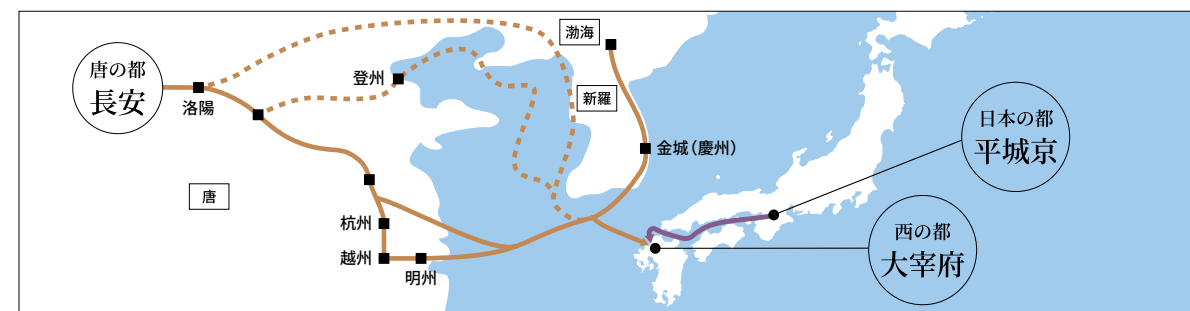 唐の都
長安
洛陽
登州
渤海
新羅
金城（慶州）
日本の都
平城京
唐
杭州
越州
明州
西の都
大宰府